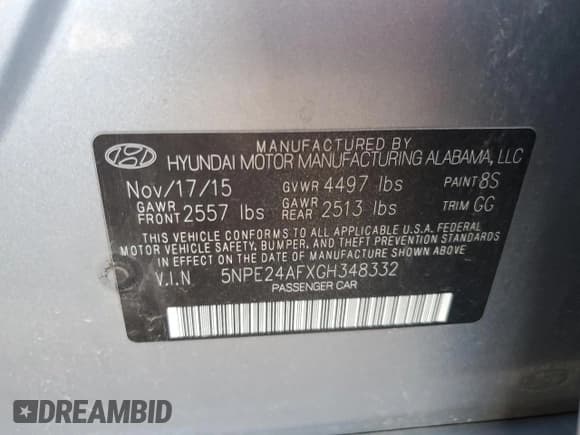 MANUFACTURED BY
HYUNDAI MOTOR MANUFACTURING ALABAMA, LLC
Nov/17/15 GVWR 4497 lbs PAINT 8S
GAWR FRONT 2557 lbs GAWR REAR 2513 lbs TRIM GG
THIS VEHICLE CONFORMS TO ALL APPLICABLE U.S.A. FEDERAL
MOTOR VEHICLE SAFETY, BUMPER, AND THEFT PREVENTION STANDARDS
IN EFFECT ON THE DATE OF MANUFACTURE SHOWN ABOVE
V.I.N 5NPE24AFXGH348332
PASSENGER CAR
DREAMBID